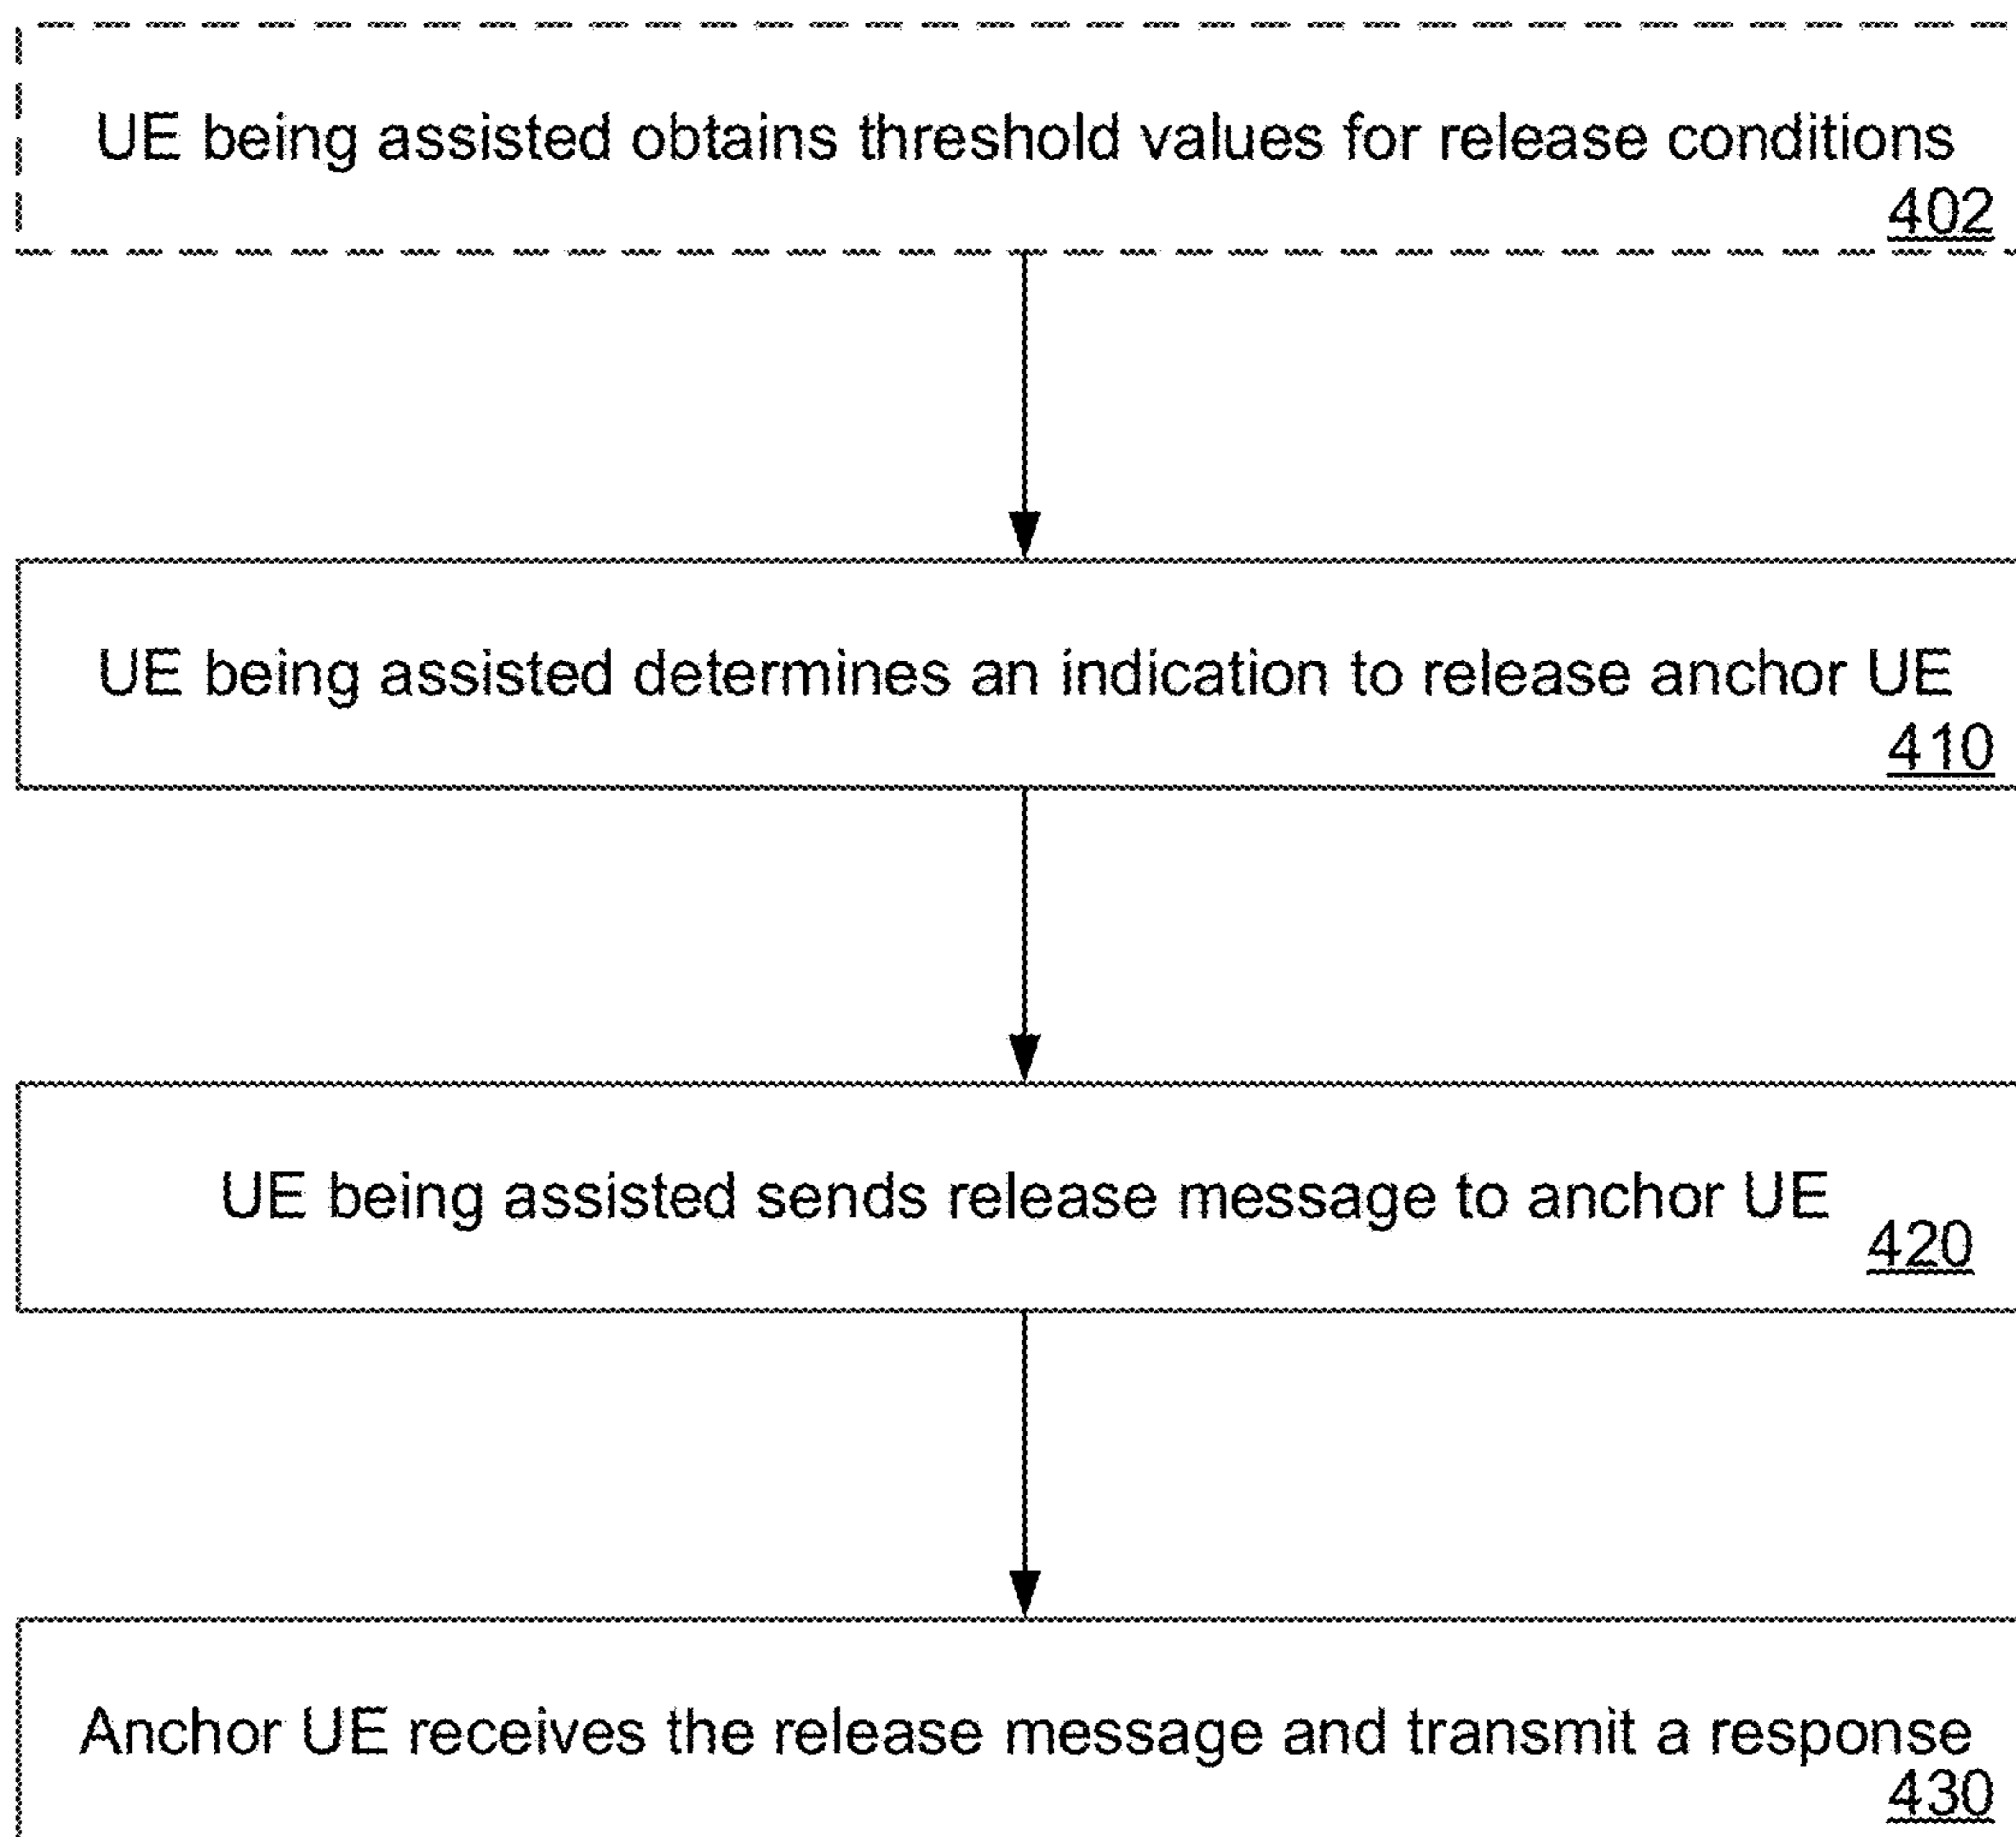 UE being assisted obtains threshold values for release conditions
402
UE being assisted determines an indication to release anchor UE
410
UE being assisted sends release message to anchor UE
420
Anchor UE receives the release message and transmit a response
430